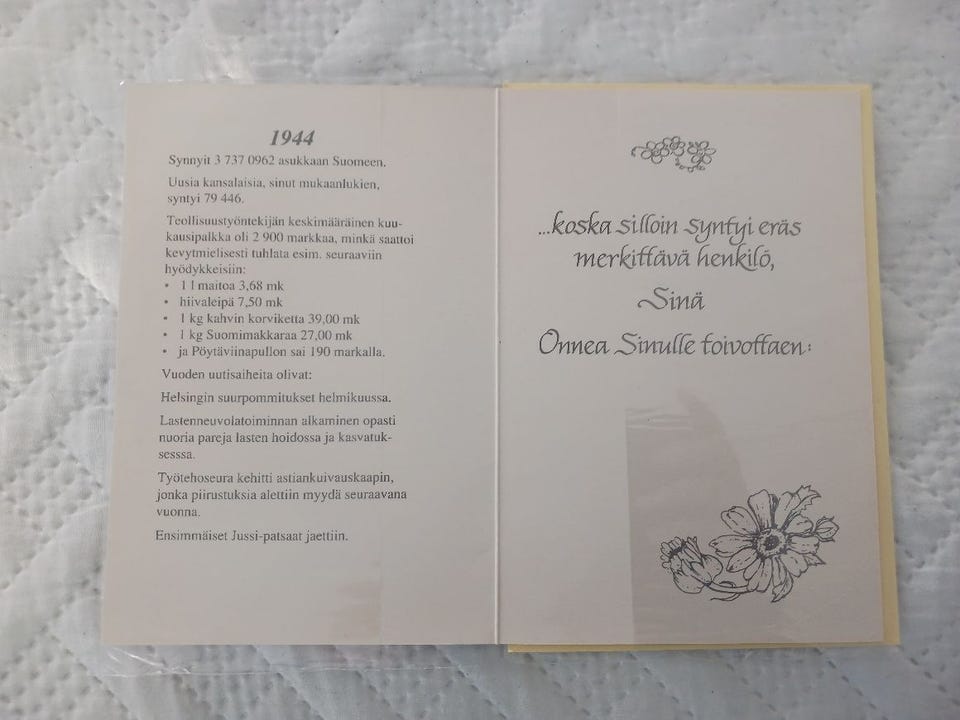 1944
Synnyit 3 737 0962 asukkaan Suomeen.
Uusia kansalaisia, sinut mukaanlukien,
syntyi 79 446.
Teollisuustyöntekijän keskimääräinen kuu-
kausipalkka oli 2 900 markkaa, minkä saattoi
kevytmielisesti tuhlata esim. seuraaviin
hyödykkeisiin:
• 1 l maitoa 3,68 mk
• hiivaleipä 7,50 mk
• 1 kg kahvin korviketta 39,00 mk
• 1 kg Suomimakkaraa 27,00 mk
• ja Pöytäviinapullon sai 190 markalla.
Vuoden uutisaiheita olivat:
Helsingin suurpommitukset helmikuussa.
Lastenneuvolatoiminnan alkaminen opasti
nuoria pareja lasten hoidossa ja kasvatuk-
sesssa.
Työtehoseura kehitti astiankuivauskaapin,
jonka piirustuksia alettiin myydä seuraavana
vuonna.
Ensimmäiset Jussi-patsaat jaettiin.
...koska silloin syntyi eräs
merkittävä henkilö,
Sinä
Onnea Sinulle toivottaen: